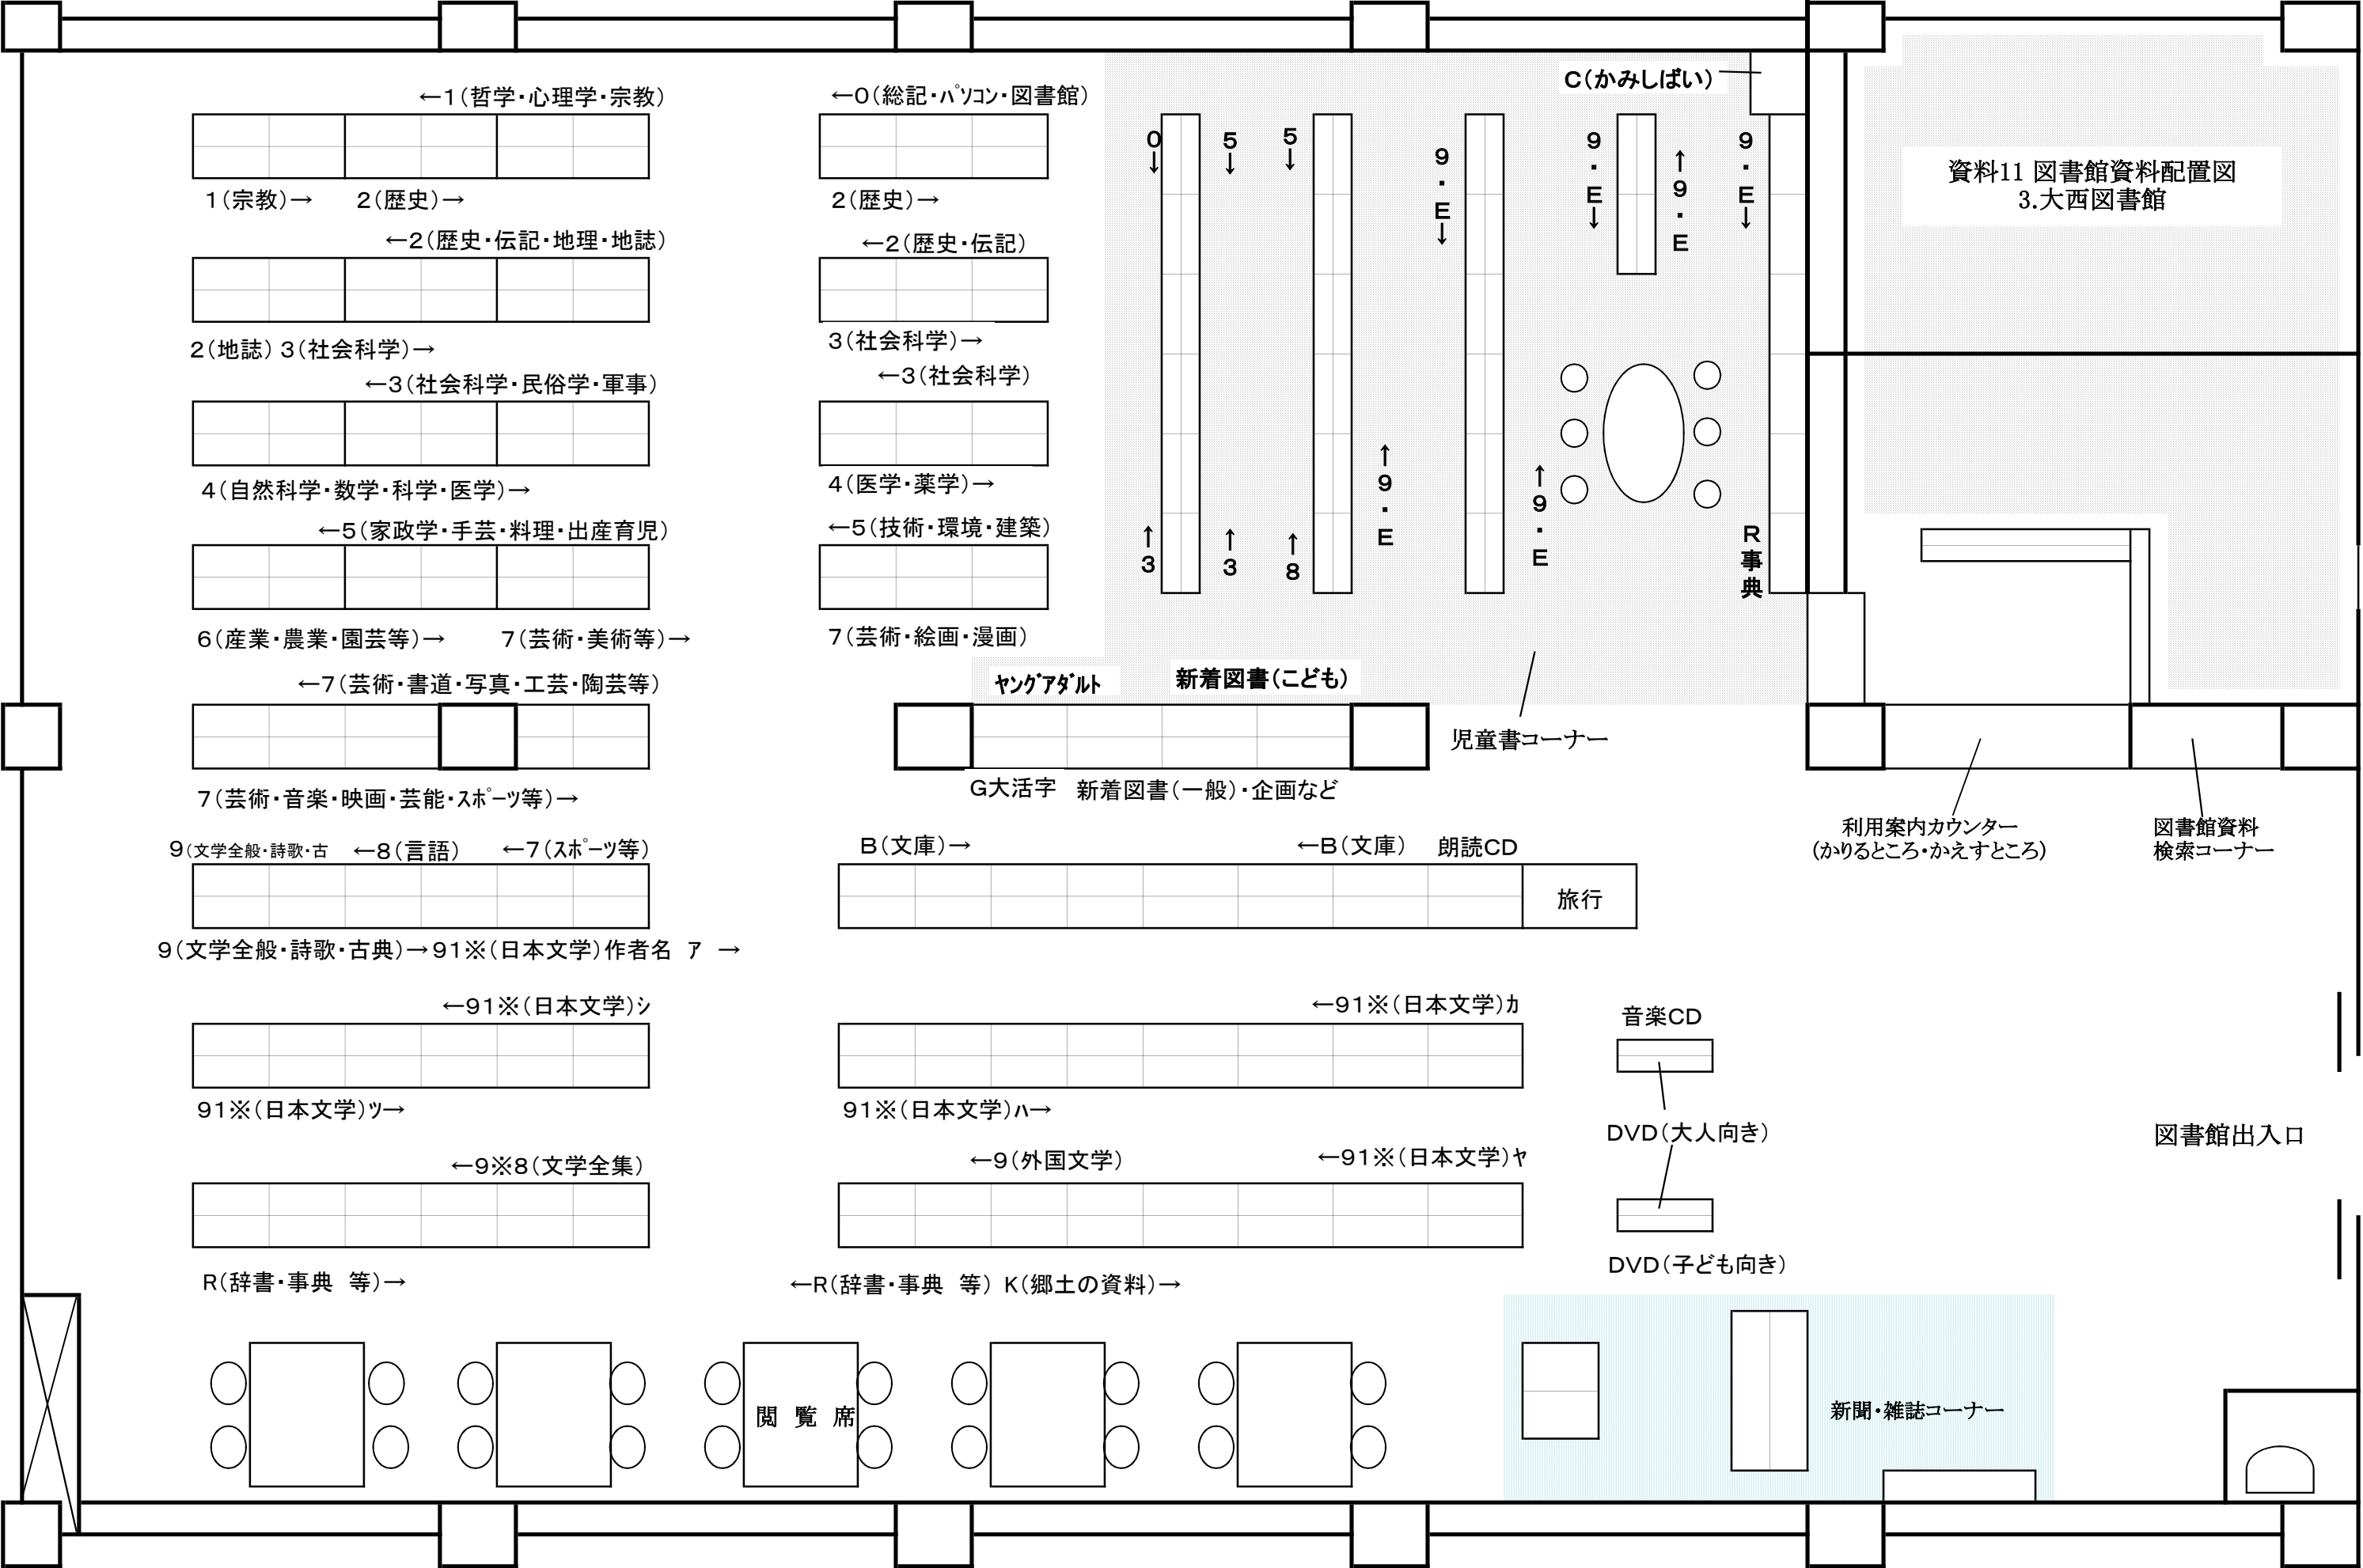 C（かみしばい）
←1（哲学・心理学・宗教）
←0（総記・ﾊﾟｿｺﾝ・図書館）
0↓
5↓
5↓
9・E↓
9・E↓
↑9・E
9・E↓
資料11 図書館資料配置図
3.大西図書館
1（宗教）→
2（歴史）→
2（歴史）→
←2（歴史・伝記・地理・地誌）
←2（歴史・伝記）
2（地誌）
3（社会科学）→
3（社会科学）→
←3（社会科学・民俗学・軍事）
←3（社会科学）
4（自然科学・数学・科学・医学）→
4（医学・薬学）→
←5（家政学・手芸・料理・出産育児）
←5（技術・環境・建築）
↑3
↑3
↑8
↑9・E
↑9・E
R事典
6（産業・農業・園芸等）→
7（芸術・美術等）→
7（芸術・絵画・漫画）
←7（芸術・書道・写真・工芸・陶芸等）
ﾔﾝｸﾞｱﾀﾞﾙﾄ
新着図書（こども）
児童書コーナー
7（芸術・音楽・映画・芸能・ｽﾎﾟｰﾂ等）→
G大活字
新着図書（一般）・企画など
利用案内カウンター
（かりるところ・かえすところ）
図書館資料
検索コーナー
9（文学全般・詩歌・古
←8（言語）
←7（ｽﾎﾟｰﾂ等）
B（文庫）→
←B（文庫）
朗読CD
旅行
9（文学全般・詩歌・古典）→
91※（日本文学）作者名　ｱ　→
←91※（日本文学）ｼ
←91※（日本文学）ｶ
音楽CD
91※（日本文学）ﾂ→
91※（日本文学）ﾊ→
DVD（大人向き）
図書館出入口
←9※8（文学全集）
←9（外国文学）
←91※（日本文学）ﾔ
DVD（子ども向き）
R（辞書・事典　等）→
←R（辞書・事典　等）
K（郷土の資料）→
閲　覧　席
新聞・雑誌コーナー